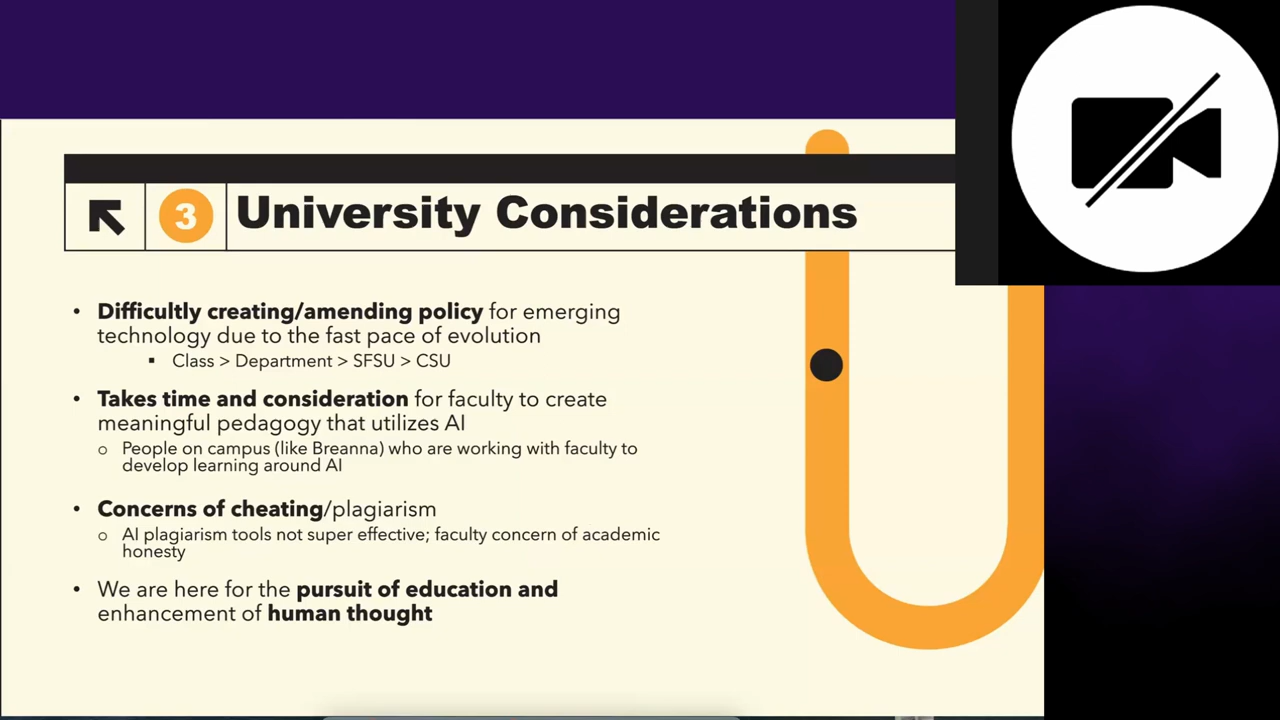 3 University Considerations
• Difficultly creating/amending policy for emerging
technology due to the fast pace of evolution
▪ Class > Department > SFSU > CSU
• Takes time and consideration for faculty to create
meaningful pedagogy that utilizes AI
o People on campus (like Breanna) who are working with faculty to
develop learning around AI
• Concerns of cheating/plagiarism
o AI plagiarism tools not super effective; faculty concern of academic
honesty
• We are here for the pursuit of education and
enhancement of human thought